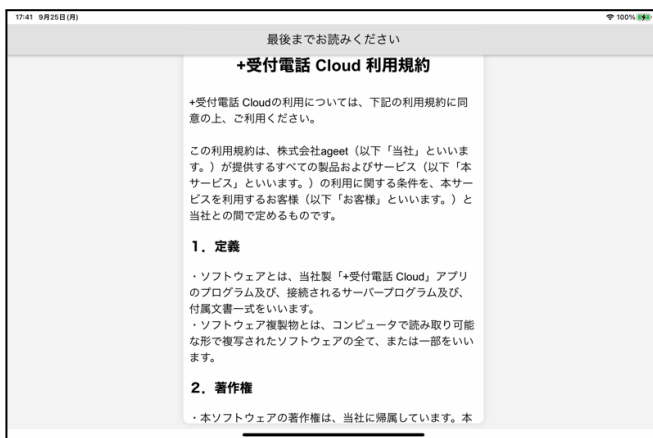 17:41 9月25日(月)
100%
最後までお読みください
+受付電話 Cloud 利用規約
+受付電話 Cloudの利用については、下記の利用規約に同
意の上、ご利用ください。
この利用規約は、株式会社ageet（以下「当社」といいま
す。）が提供するすべての製品およびサービス（以下「本
サービス」といいます。）の利用に関する条件を、本サー
ビスを利用するお客様（以下「お客様」といいます。）と
当社との間で定めるものです。
1．定義
・ソフトウェアとは、当社製「+受付電話 Cloud」アプリ
のプログラム及び、接続されるサーバープログラム及び、
付属文書一式をいいます。
・ソフトウェア複製物とは、コンピュータで読み取り可能
な形で複写されたソフトウェアの全て、または一部をいい
ます。
2．著作権
・本ソフトウェアの著作権は、当社に帰属しています。本